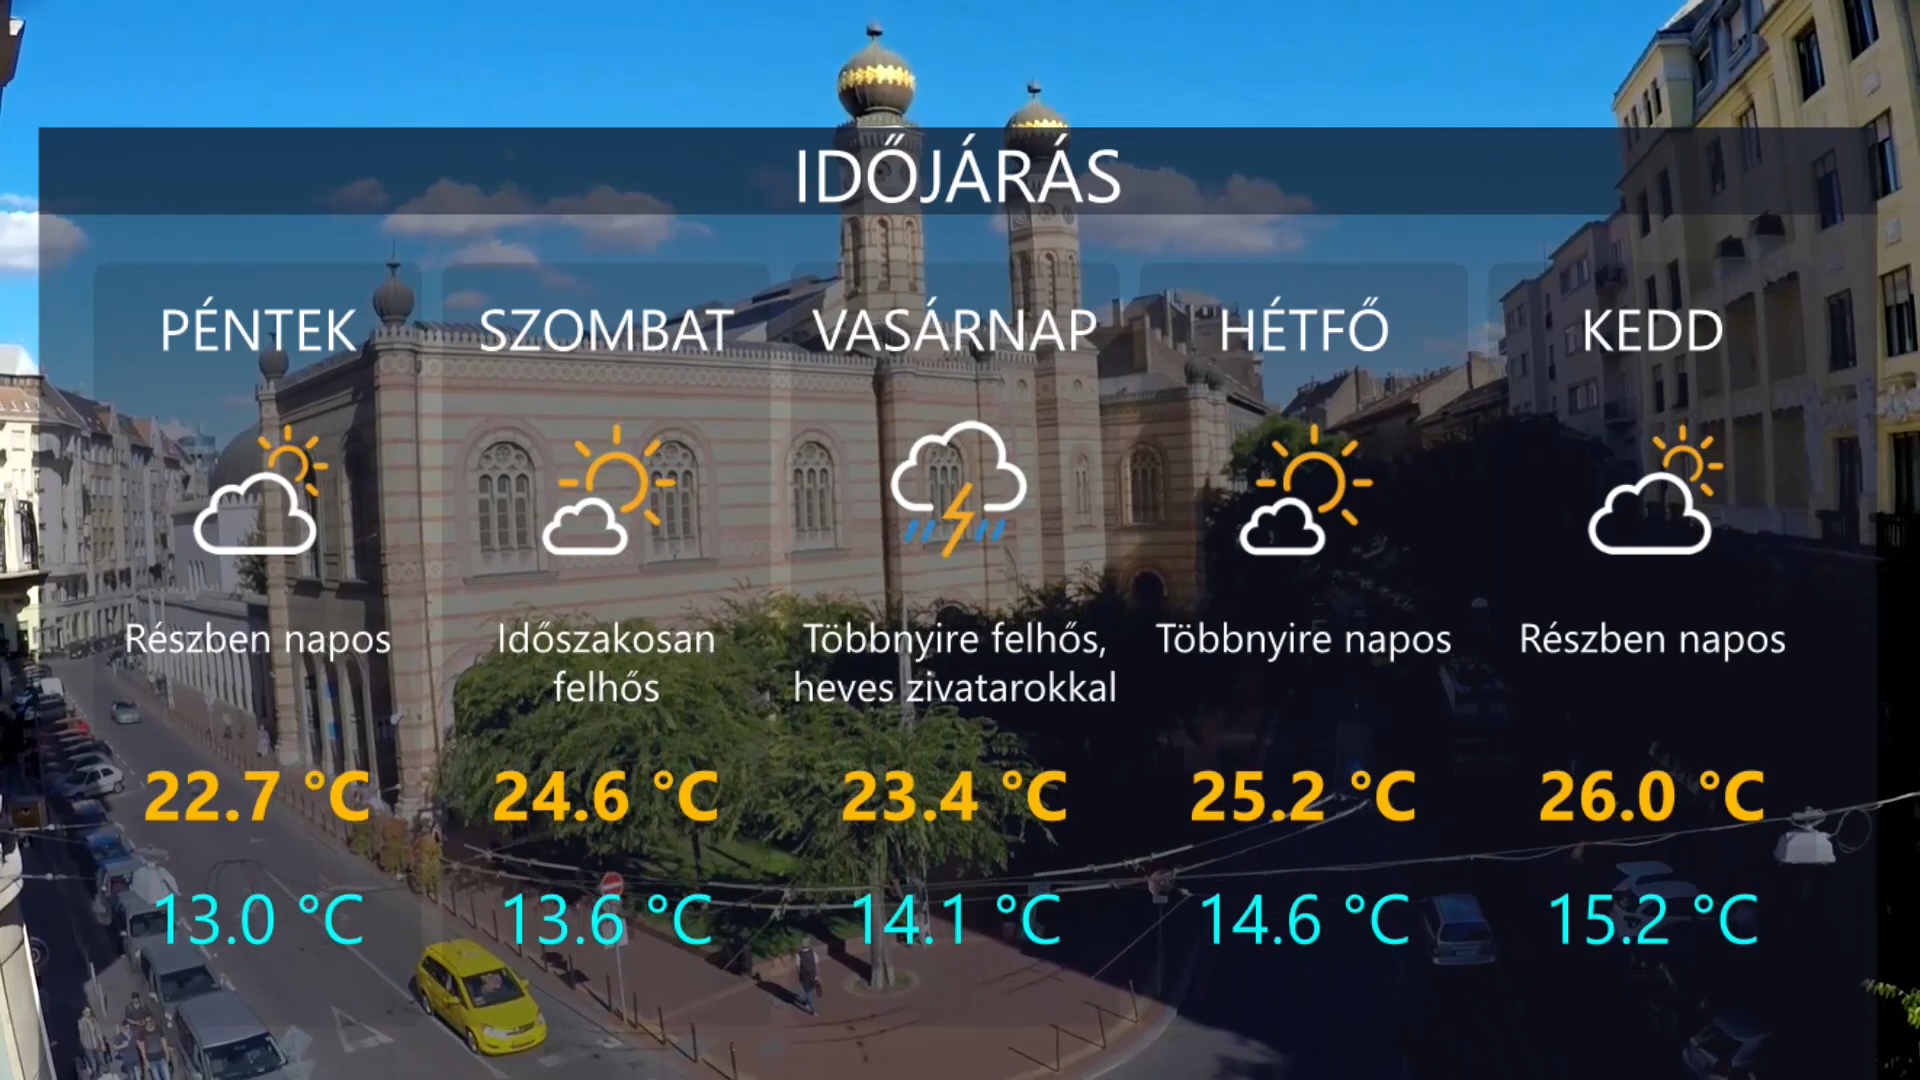 IDŐJÁRÁS
PÉNTEK
Részben napos
22.7 °C
13.0 °C
SZOMBAT
Időszakosan
felhős
24.6 °C
13.6 °C
VASÁRNAP
Többnyire felhős,
heves zivatarokkal
23.4 °C
14.1 °C
HÉTFŐ
Többnyire napos
25.2 °C
14.6 °C
KEDD
Részben napos
26.0 °C
15.2 °C